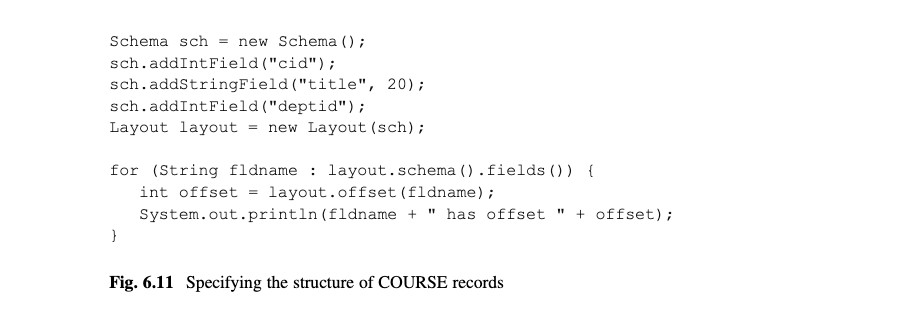 Schema sch = new Schema();
sch.addIntField("cid");
sch.addStringField("title", 20);
sch.addIntField("deptid");
Layout layout = new Layout(sch);

for (String fldname : layout.schema().fields()) {
   int offset = layout.offset(fldname);
   System.out.println(fldname + " has offset " + offset);
}

Fig. 6.11 Specifying the structure of COURSE records